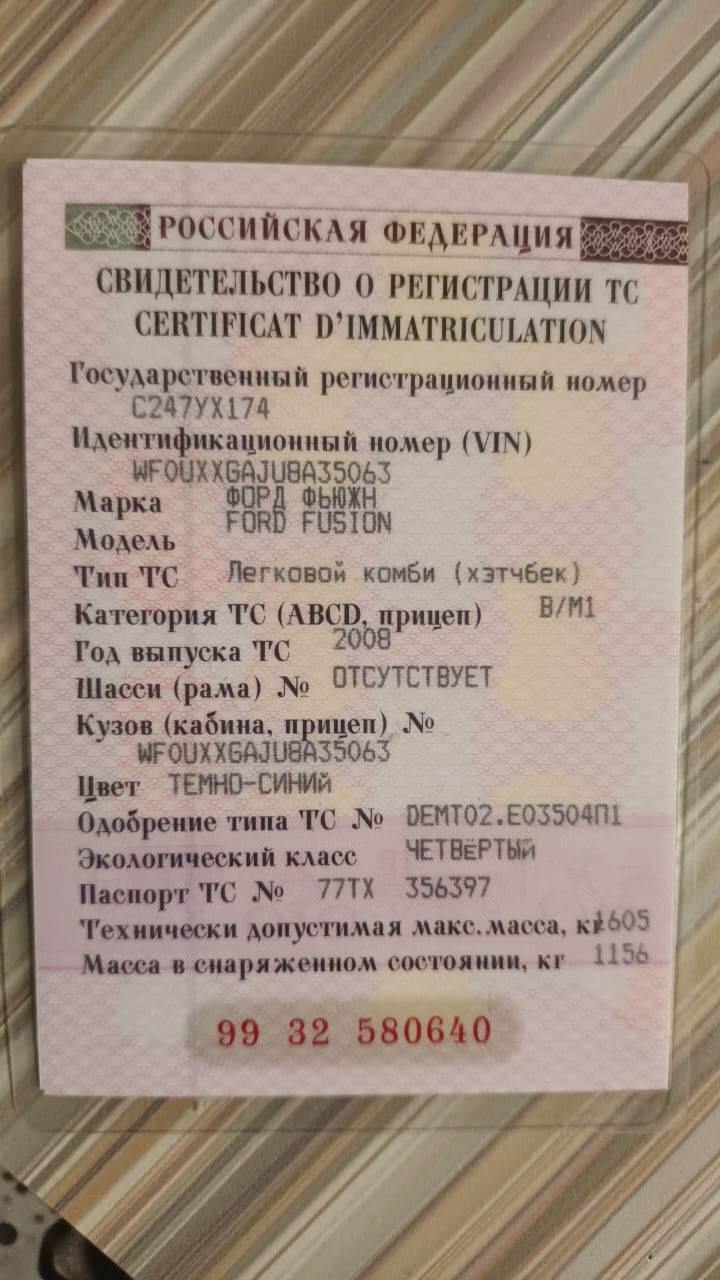 РОССИЙСКАЯ ФЕДЕРАЦИЯ
СВИДЕТЕЛЬСТВО О РЕГИСТРАЦИИ ТС
CERTIFICAT D'IMMATRICULATION
Государственный регистрационный номер
С247УХ174
Идентификационный номер (VIN)
WF0UXXGAJU8A35063
Марка ФОРД ФЬЮЖН
FORD FUSION
Модель
Тип ТС Легковой комби (хэтчбек)
Категория ТС (ABCD, прицеп) B/M1
Год выпуска ТС 2008
Шасси (рама) № ОТСУТСТВУЕТ
Кузов (кабина, прицеп) №
WF0UXXGAJU8A35063
Цвет ТЕМНО-СИНИЙ
Одобрение типа ТС № DEMT02.E03504П1
Экологический класс ЧЕТВЁРТЫЙ
Паспорт ТС № 77ТХ 356397
Технически допустимая макс.масса, кг 1605
Масса в снаряженном состоянии, кг 1156
99 32 580640